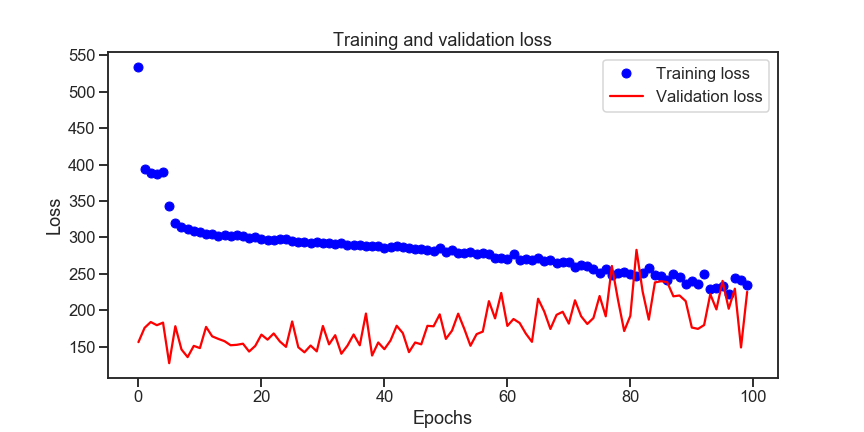 Training and validation loss
550
500
450
400
350
300
250
200
150
Loss
Training loss
Validation loss
0 20 40 60 80 100
Epochs